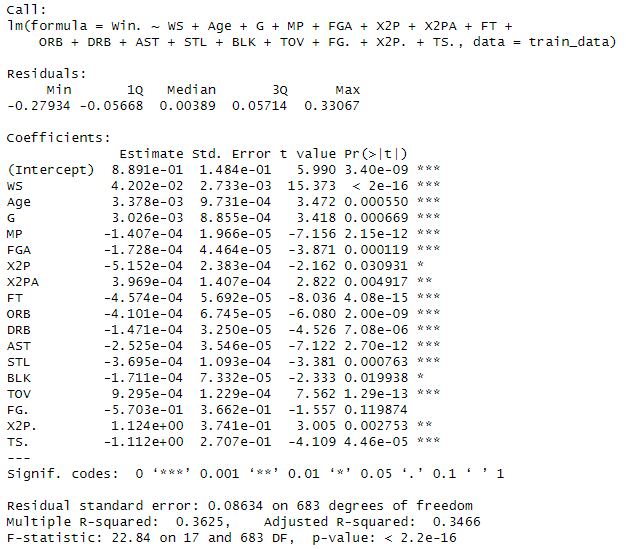 Call:
lm(formula = Win. ~ WS + Age + G + MP + FGA + X2P + X2PA + FT +
    ORB + DRB + AST + STL + BLK + TOV + FG. + X2P. + TS., data = train_data)

Residuals:
     Min       1Q   Median       3Q      Max
-0.27934 -0.05668  0.00389  0.05714  0.33067

Coefficients:
              Estimate Std. Error t value Pr(>|t|)
(Intercept)  8.891e-01  1.484e-01   5.990 3.40e-09 ***
WS           4.202e-02  2.733e-03  15.373  < 2e-16 ***
Age          3.378e-03  9.731e-04   3.472 0.000550 ***
G            3.026e-03  8.855e-04   3.418 0.000669 ***
MP          -1.407e-04  1.966e-05  -7.156 2.15e-12 ***
FGA         -1.728e-04  4.464e-05  -3.871 0.000119 ***
X2P         -5.152e-04  2.383e-04  -2.162 0.030931 *
X2PA         3.969e-04  1.407e-04   2.822 0.004917 **
FT          -4.574e-04  5.692e-05  -8.036 4.08e-15 ***
ORB         -4.101e-04  6.745e-05  -6.080 2.00e-09 ***
DRB         -1.471e-04  3.250e-05  -4.526 7.08e-06 ***
AST         -2.525e-04  3.546e-05  -7.122 2.70e-12 ***
STL         -3.695e-04  1.093e-04  -3.381 0.000763 ***
BLK         -1.711e-04  7.332e-05  -2.333 0.019938 *
TOV          9.295e-04  1.229e-04   7.562 1.29e-13 ***
FG.         -5.703e-01  3.662e-01  -1.557 0.119874
X2P.         1.124e+00  3.741e-01   3.005 0.002753 **
TS.         -1.112e+00  2.707e-01  -4.109 4.46e-05 ***
---
Signif. codes:  0 ‘***’ 0.001 ‘**’ 0.01 ‘*’ 0.05 ‘.’ 0.1 ‘ ’ 1

Residual standard error: 0.08634 on 683 degrees of freedom
Multiple R-squared:  0.3625,    Adjusted R-squared:  0.3466
F-statistic: 22.84 on 17 and 683 DF,  p-value: < 2.2e-16